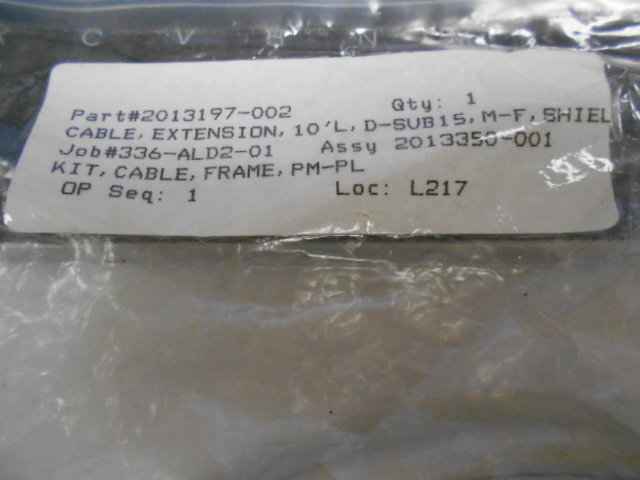 Part#2013197-002 Qty: 1
CABLE, EXTENSION, 10'L, D-SUB15, M-F, SHIEL
Job#336-ALD2-01 Assy 2013350-001
KIT, CABLE, FRAME, PM-PL
OP Seq: 1 Loc: L217